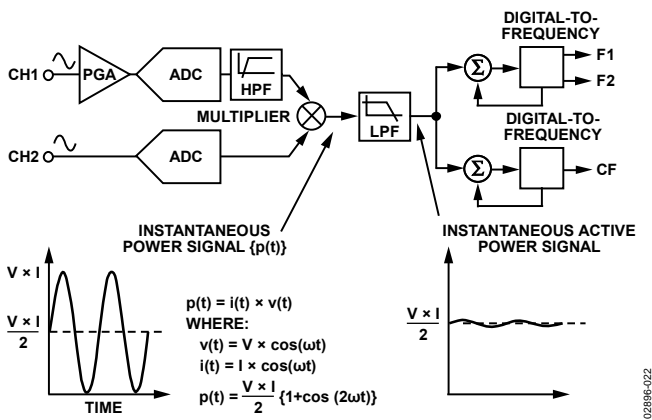 DIGITAL-TO-
FREQUENCY
CH1
PGA
ADC
HPF
F1
F2
MULTIPLIER
LPF
Σ
DIGITAL-TO-
FREQUENCY
CH2
ADC
Σ
CF
INSTANTANEOUS
POWER SIGNAL {p(t)}
INSTANTANEOUS ACTIVE
POWER SIGNAL
V × I
V × I
2
TIME
p(t) = i(t) × v(t)
WHERE:
v(t) = V × cos(ωt)
i(t) = I × cos(ωt)
p(t) = V × I
2
{1+cos (2ωt)}
V × I
2
02896-022